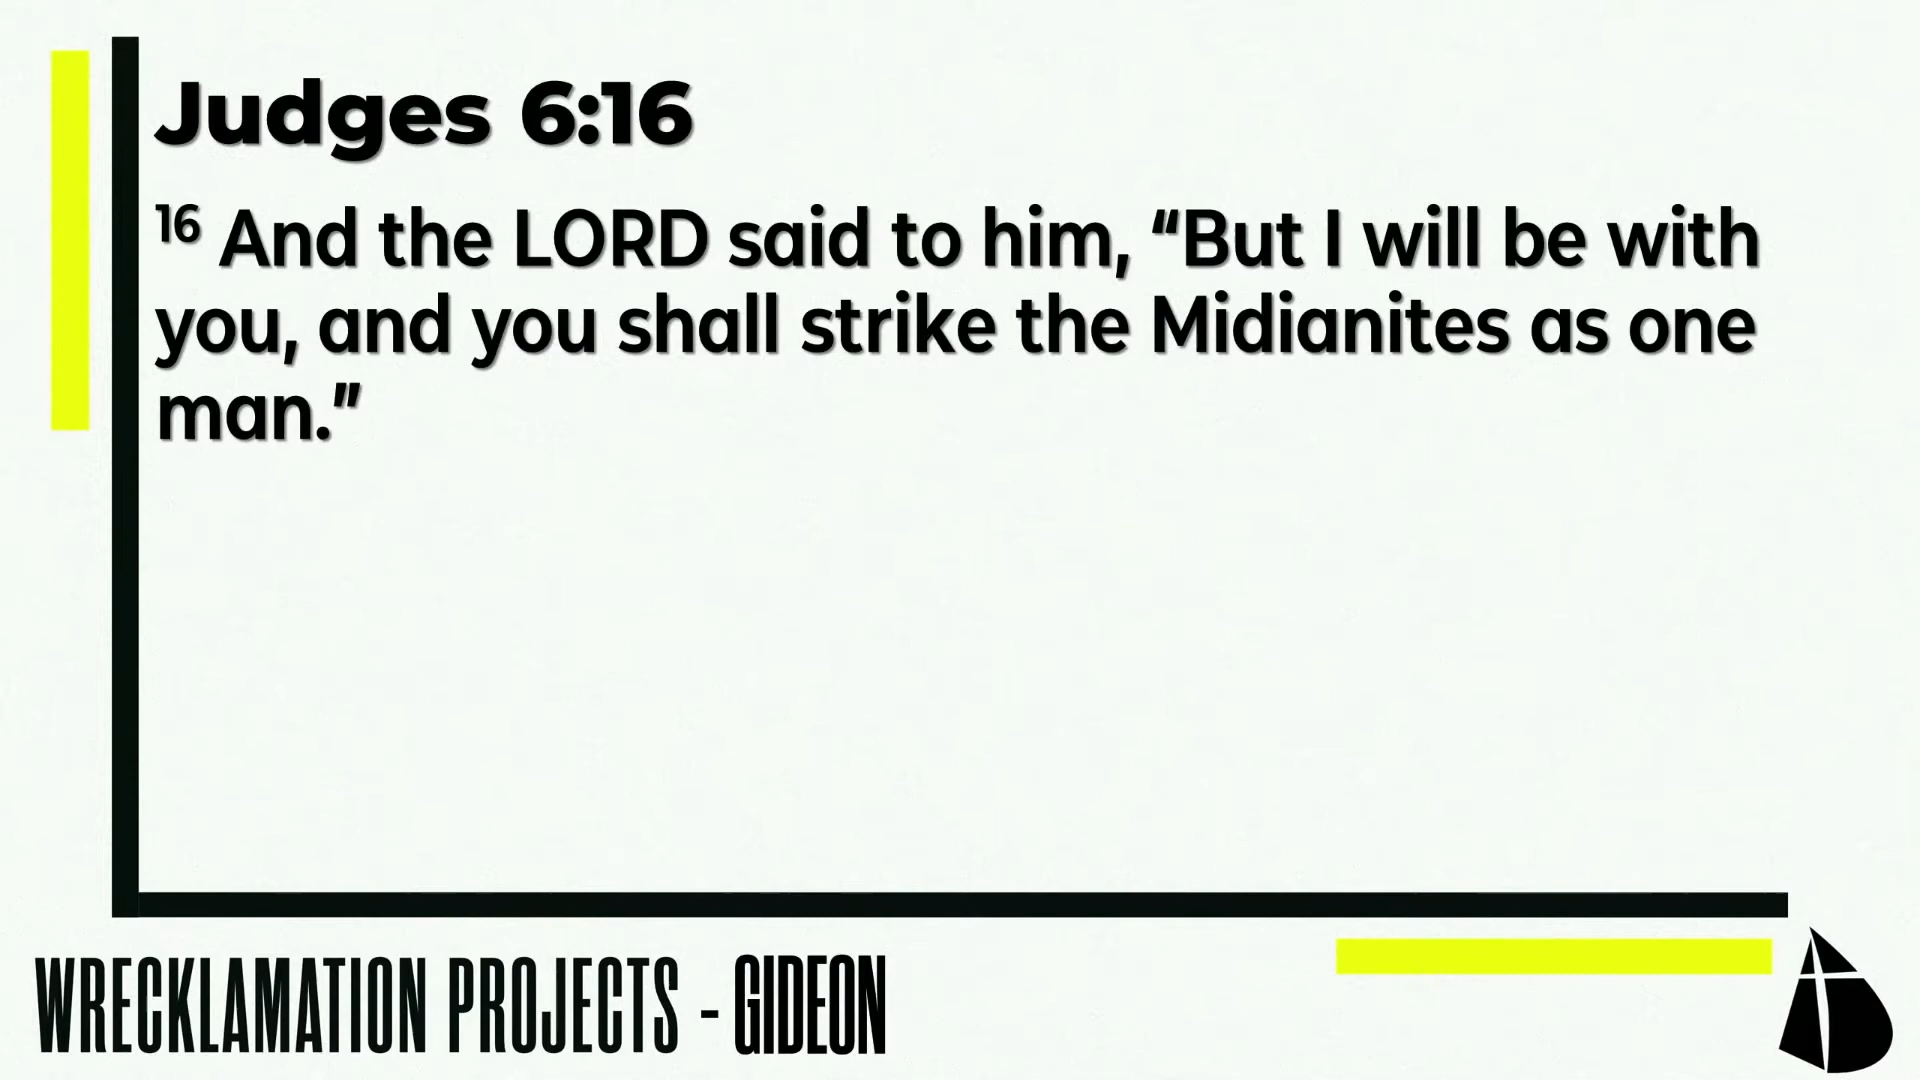 Judges 6:16
16 And the LORD said to him, “But I will be with
you, and you shall strike the Midianites as one
man.”
WRECKLAMATION PROJECTS - GIDEON